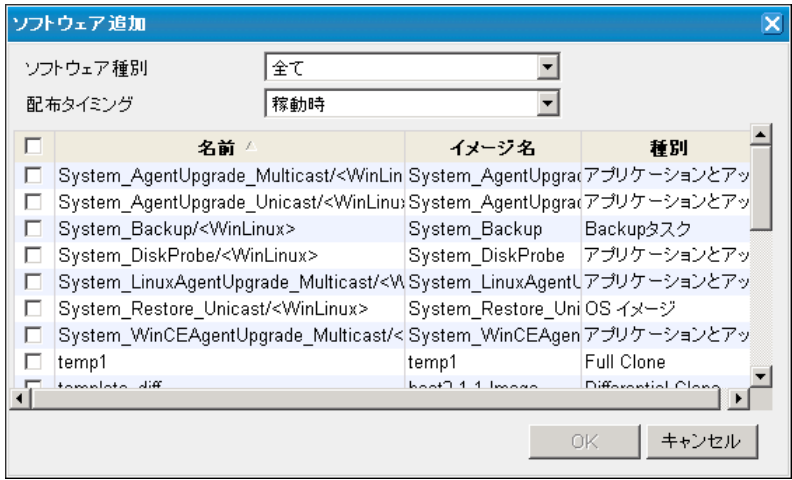 ソフトウェア追加
ソフトウェア種別 全て
配布タイミング 稼動時
名前 イメージ名 種別
System_AgentUpgrade_Multicast/<WinLin System_AgentUpgra アプリケーションとアッ
System_AgentUpgrade_Unicast/<WinLinu System_AgentUpgra アプリケーションとアッ
System_Backup/<WinLinux> System_Backup Backupタスク
System_DiskProbe/<WinLinux> System_DiskProbe アプリケーションとアッ
System_LinuxAgentUpgrade_Multicast/<W System_LinuxAgentU アプリケーションとアッ
System_Restore_Unicast/<WinLinux> System_Restore_Uni OS イメージ
System_WinCEAgentUpgrade_Multicast/< System_WinCEAgen アプリケーションとアッ
temp1 temp1 Full Clone
template_diff Differential Clone
OK キャンセル